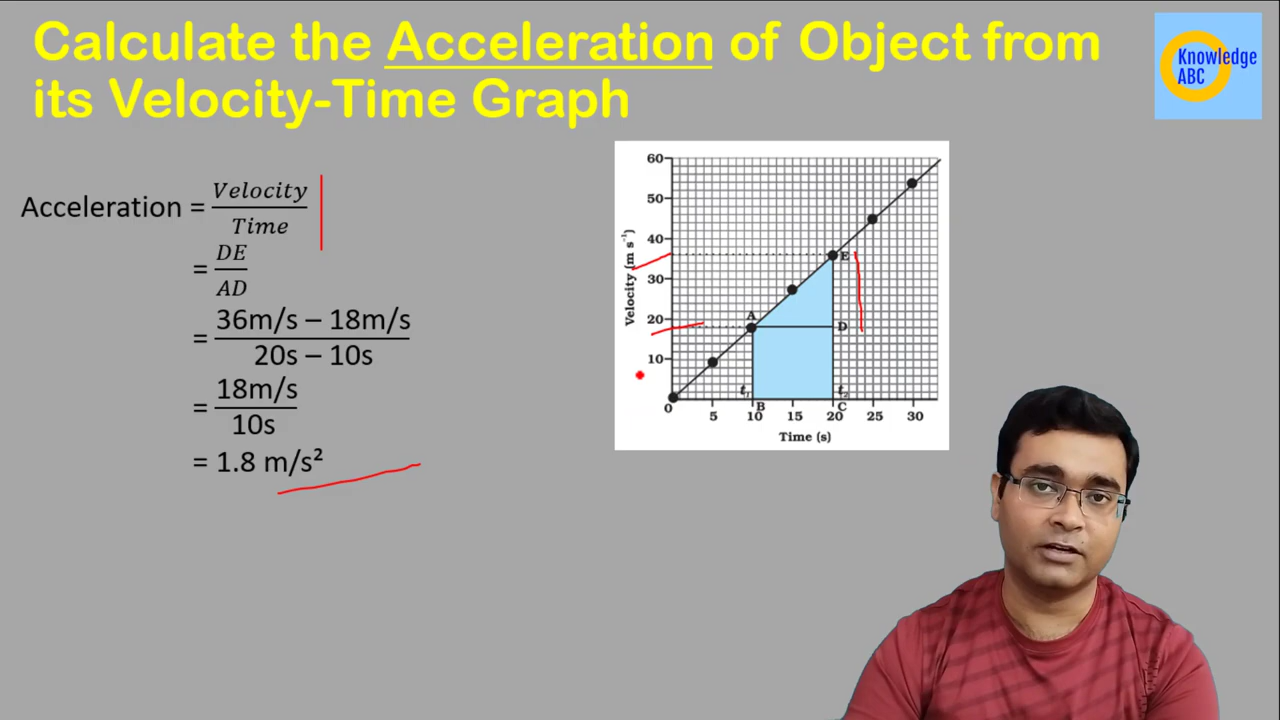 Calculate the Acceleration of Object from
its Velocity-Time Graph
Knowledge
ABC
Acceleration = Velocity/Time
= DE/AD
= 36m/s – 18m/s / 20s – 10s
= 18m/s / 10s
= 1.8 m/s²
60
50
40
30
20
10
0
Velocity (m s⁻¹)
A
E
D
t₁
t₂
B
C
5 10 15 20 25 30
Time (s)